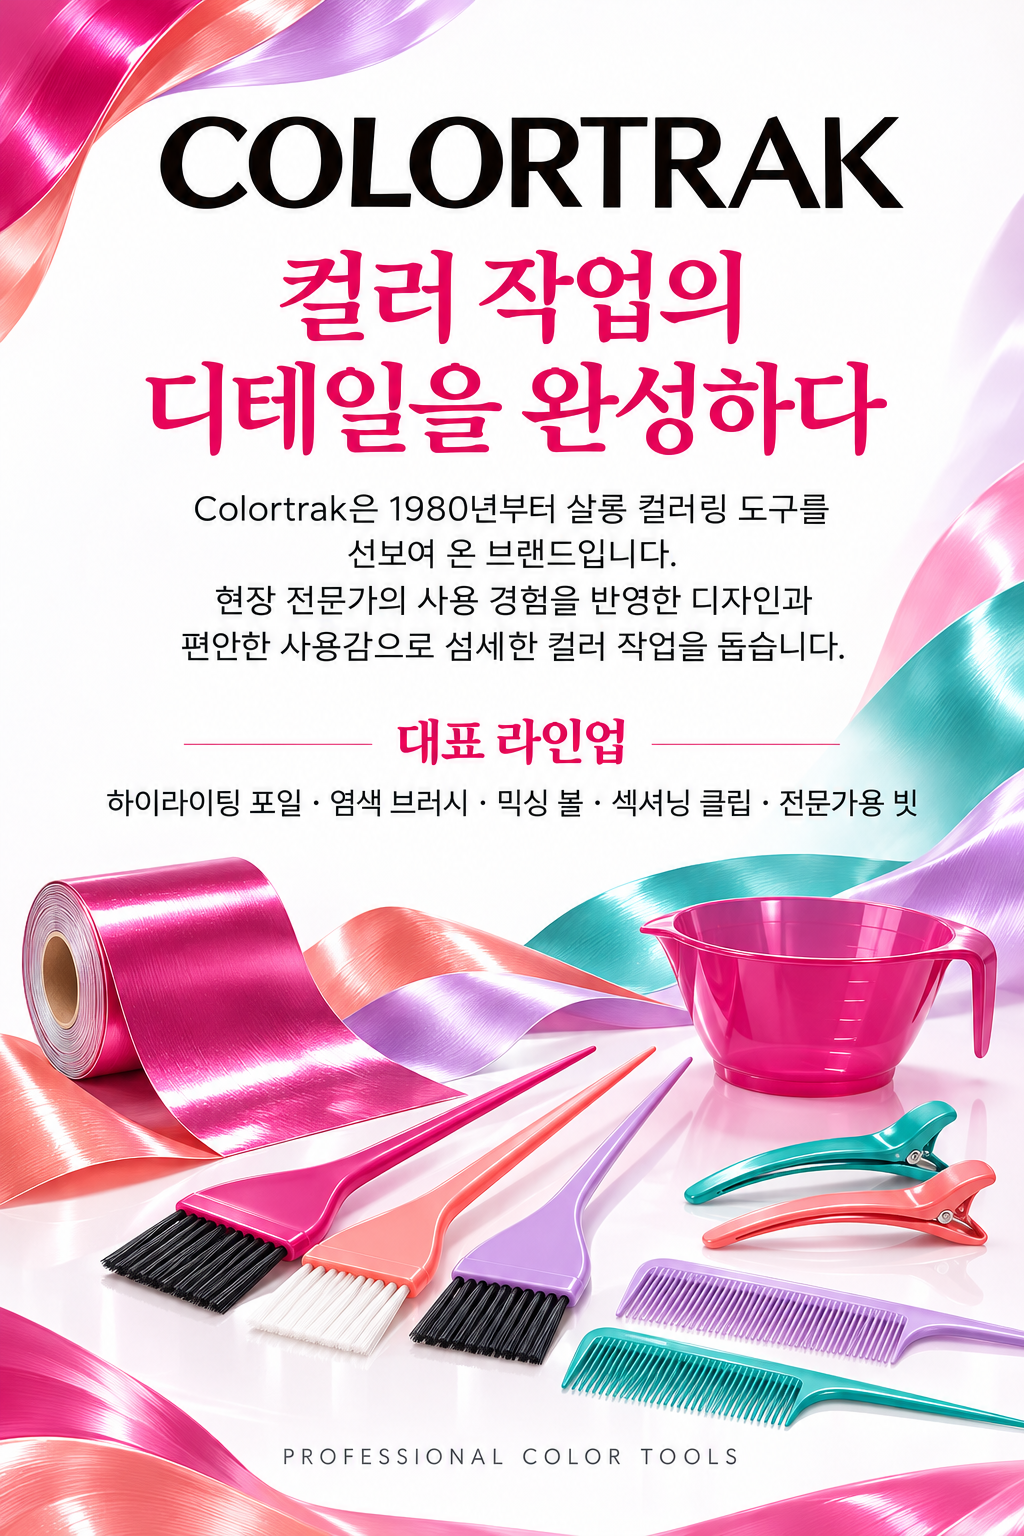 COLORTRAK
컬러 작업의
디테일을 완성하다
Colortrak은 1980년부터 살롱 컬러링 도구를
선보여 온 브랜드입니다.
현장 전문가의 사용 경험을 반영한 디자인과
편안한 사용감으로 섬세한 컬러 작업을 돕습니다.
대표 라인업
하이라이팅 포일 · 염색 브러시 · 믹싱 볼 · 섹셔닝 클립 · 전문가용 빗
PROFESSIONAL COLOR TOOLS